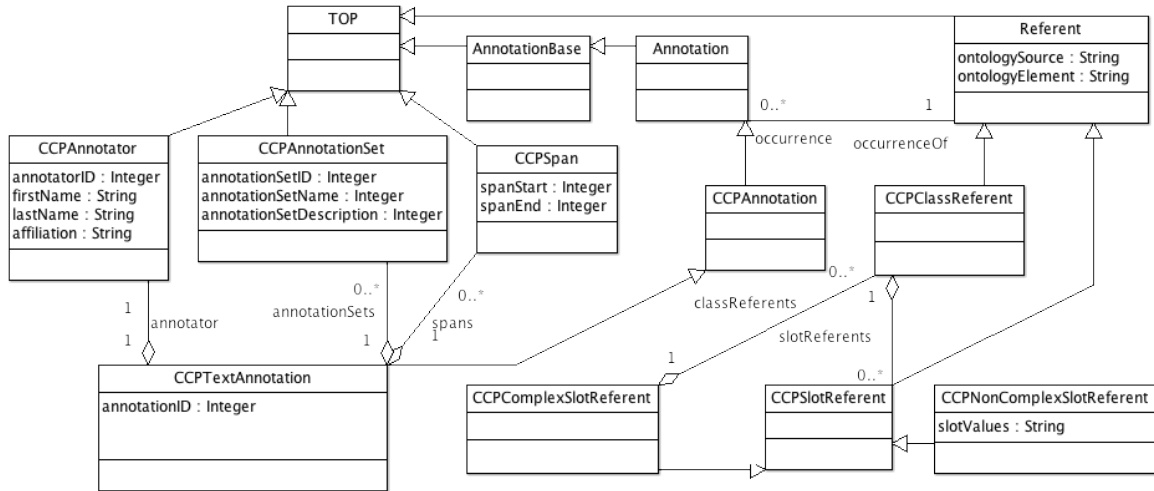 TOP
Referent
ontologySource : String
ontologyElement : String
AnnotationBase
Annotation
0..*
1
occurrence
occurrenceOf
CCPAnnotator
annotatorID : Integer
firstName : String
lastName : String
affiliation : String
CCPAnnotationSet
annotationSetID : Integer
annotationSetName : Integer
annotationSetDescription : Integer
CCPSpan
spanStart : Integer
spanEnd : Integer
CCPAnnotation
CCPClassReferent
1
annotator
1
0..*
annotationSets
1
0..*
spans
1
0..*
classReferents
1
1
slotReferents
0..*
CCPTextAnnotation
annotationID : Integer
CCPComplexSlotReferent
CCPSlotReferent
CCPNonComplexSlotReferent
slotValues : String